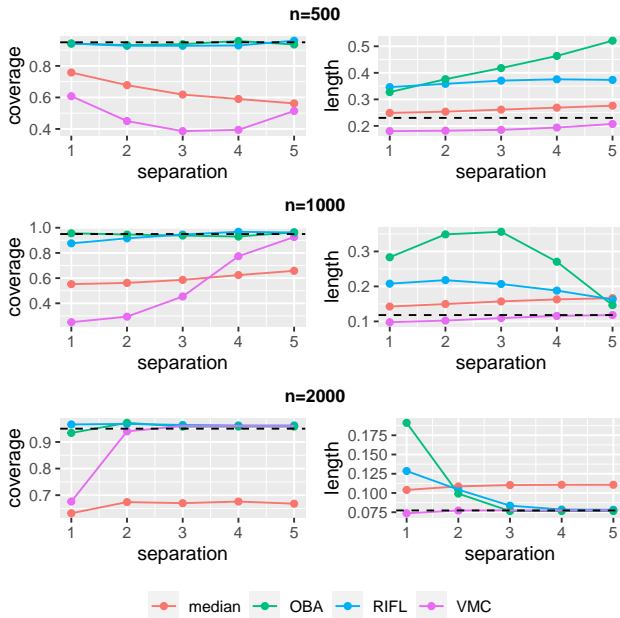 n=500
coverage
0.8
0.6
0.4
1 2 3 4 5
separation
length
0.5
0.4
0.3
0.2
1 2 3 4 5
separation
n=1000
coverage
1.0
0.8
0.6
0.4
1 2 3 4 5
separation
length
0.3
0.2
0.1
1 2 3 4 5
separation
n=2000
coverage
0.9
0.8
0.7
1 2 3 4 5
separation
length
0.175
0.150
0.125
0.100
0.075
1 2 3 4 5
separation
median OBA RIFL VMC